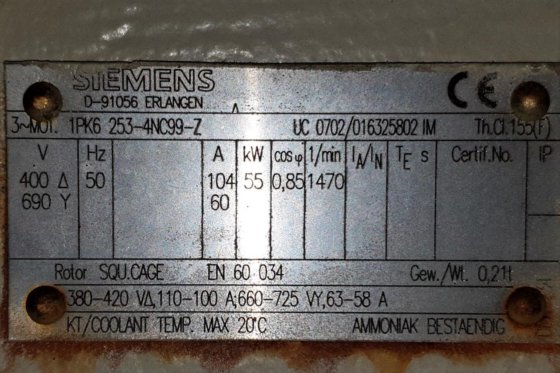 SIEMENS
D-91056 ERLANGEN
CE
3~MOT. 1PK6 253-4NC99-Z UC 0702/016325802 IM Th.Cl.155(F)
V Hz A kW cosφ 1/min IA/IN TE s Certif.No. IP
400 Δ 50 104 55 0,85 1470
690 Y 60
Rotor SQU.CAGE EN 60 034 Gew./Wt. 0,21t
380-420 VΔ,110-100 A;660-725 VY,63-58 A
KT/COOLANT TEMP. MAX 20°C AMMONIAK BESTAENDIG